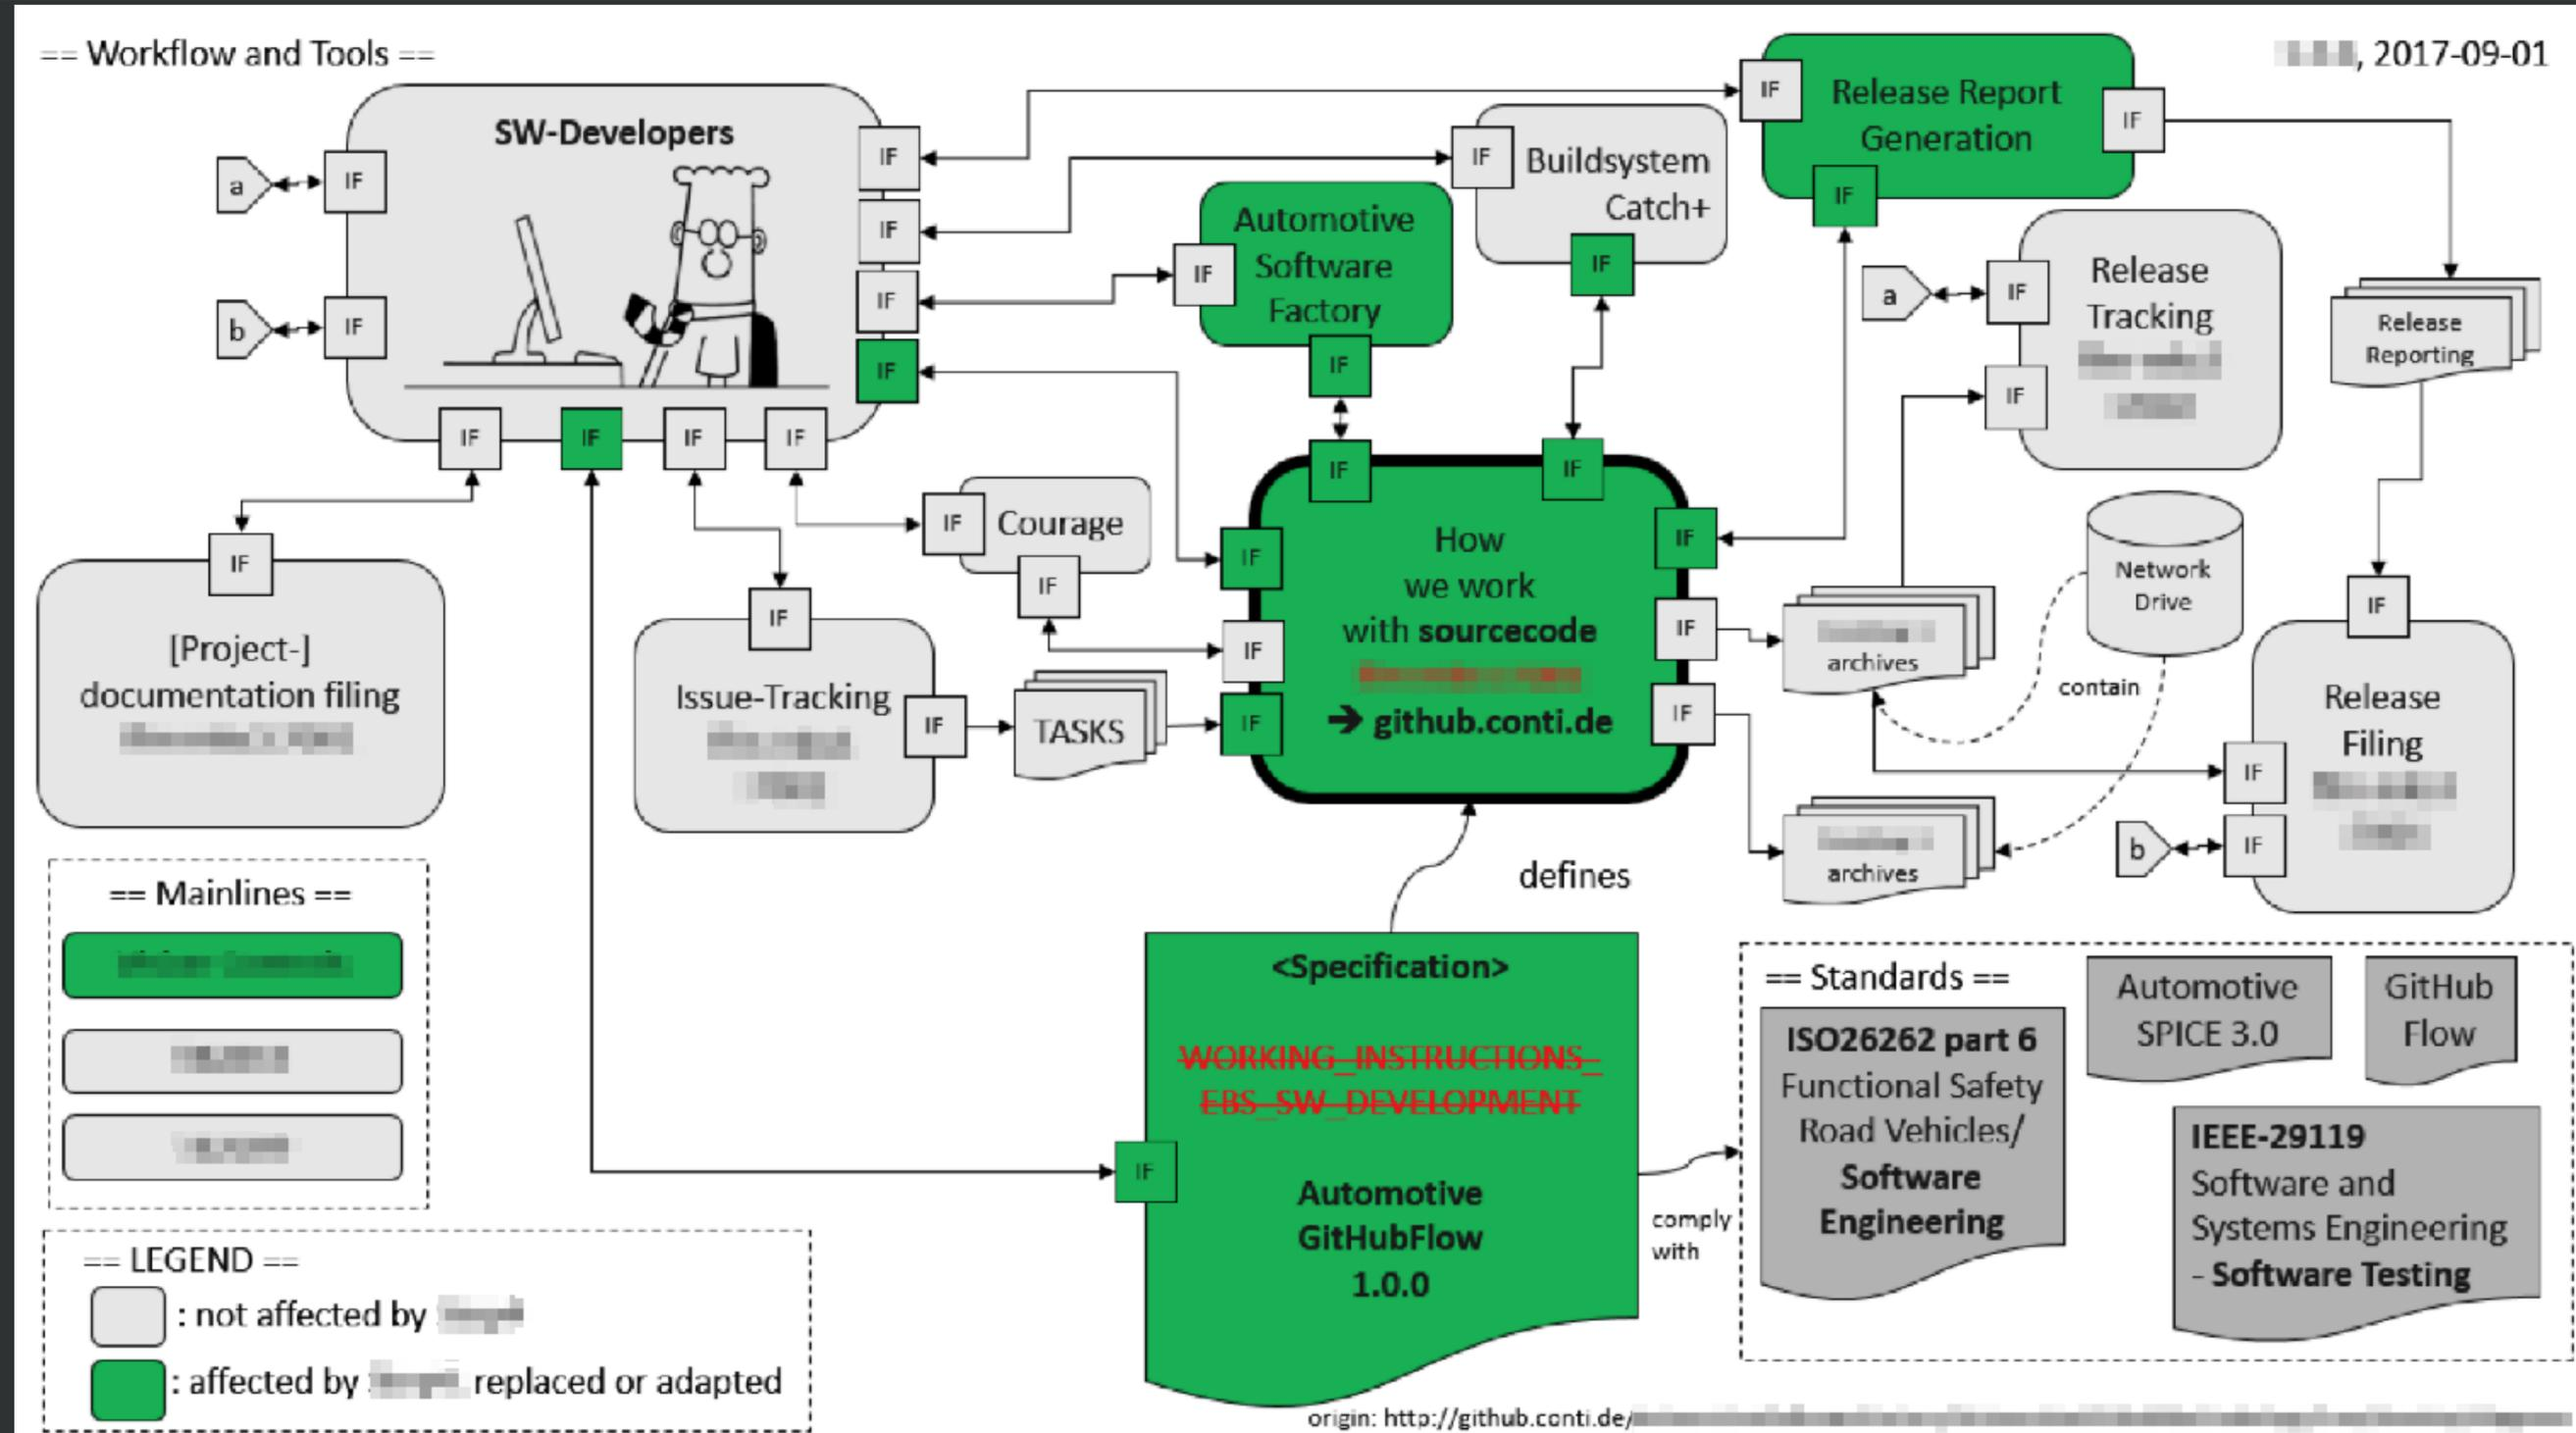 == Workflow and Tools ==
, 2017-09-01
SW-Developers
a
IF
b
IF
IF
IF
IF
IF
IF
IF
IF
IF
IF
Release Report
Generation
IF
IF
IF
Buildsystem
Catch+
IF
Automotive
Software
Factory
IF
IF
a
IF
Release
Tracking
IF
Release
Reporting
IF
[Project-]
documentation filing
IF
Courage
IF
IF
Issue-Tracking
IF
TASKS
IF
IF
IF
IF
IF
How
we work
with sourcecode
➔ github.conti.de
IF
IF
IF
archives
Network
Drive
contain
archives
IF
Release
Filing
IF
b
IF
== Mainlines ==
== LEGEND ==
: not affected by
: affected by
replaced or adapted
defines
<Specification>
WORKING_INSTRUCTIONS_
EBS_SW_DEVELOPMENT
IF
Automotive
GitHubFlow
1.0.0
comply
with
== Standards ==
ISO26262 part 6
Functional Safety
Road Vehicles/
Software
Engineering
Automotive
SPICE 3.0
GitHub
Flow
IEEE-29119
Software and
Systems Engineering
- Software Testing
origin: http://github.conti.de/